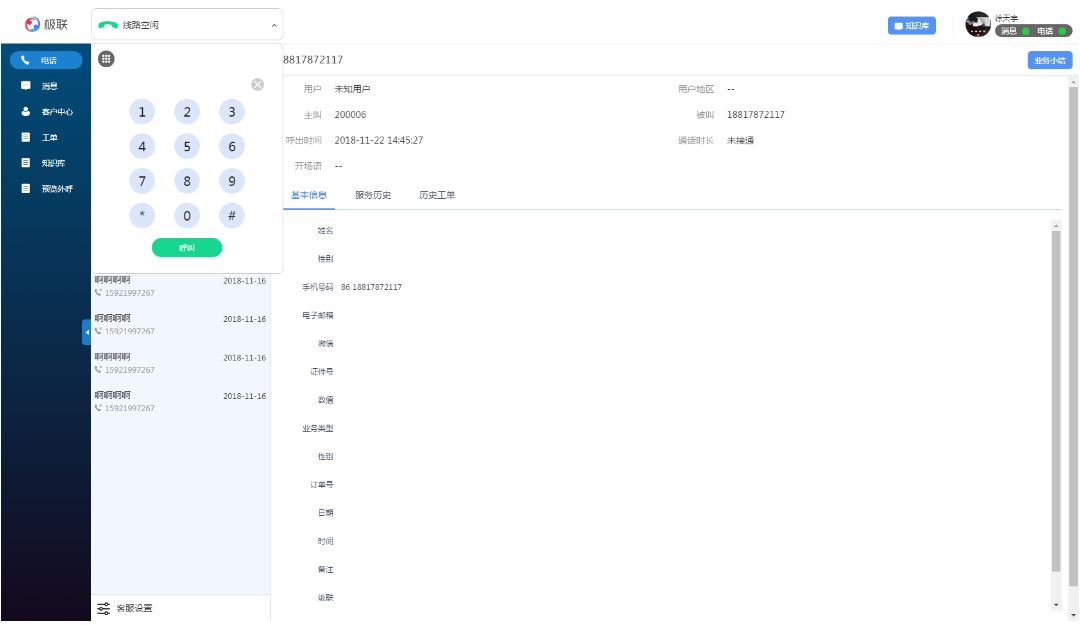 极联
线路空闲
知识库
徐天宇
消息 电话
电话
消息
客户中心
工单
知识库
预览外呼
1 2 3
4 5 6
7 8 9
* 0 #
呼叫
啊啊啊啊 2018-11-16
15921997267
啊啊啊啊 2018-11-16
15921997267
啊啊啊啊 2018-11-16
15921997267
啊啊啊啊 2018-11-16
15921997267
客服设置
8817872117
业务小结
用户 未知用户 用户地区 --
主叫 200006 被叫 18817872117
呼出时间 2018-11-22 14:45:27 通话时长 未接通
开场语 --
基本信息 服务历史 历史工单
姓名
性别
手机号码 86 18817872117
电子邮箱
微信
证件号
数值
业务类型
性别
订单号
日期
时间
备注
级联